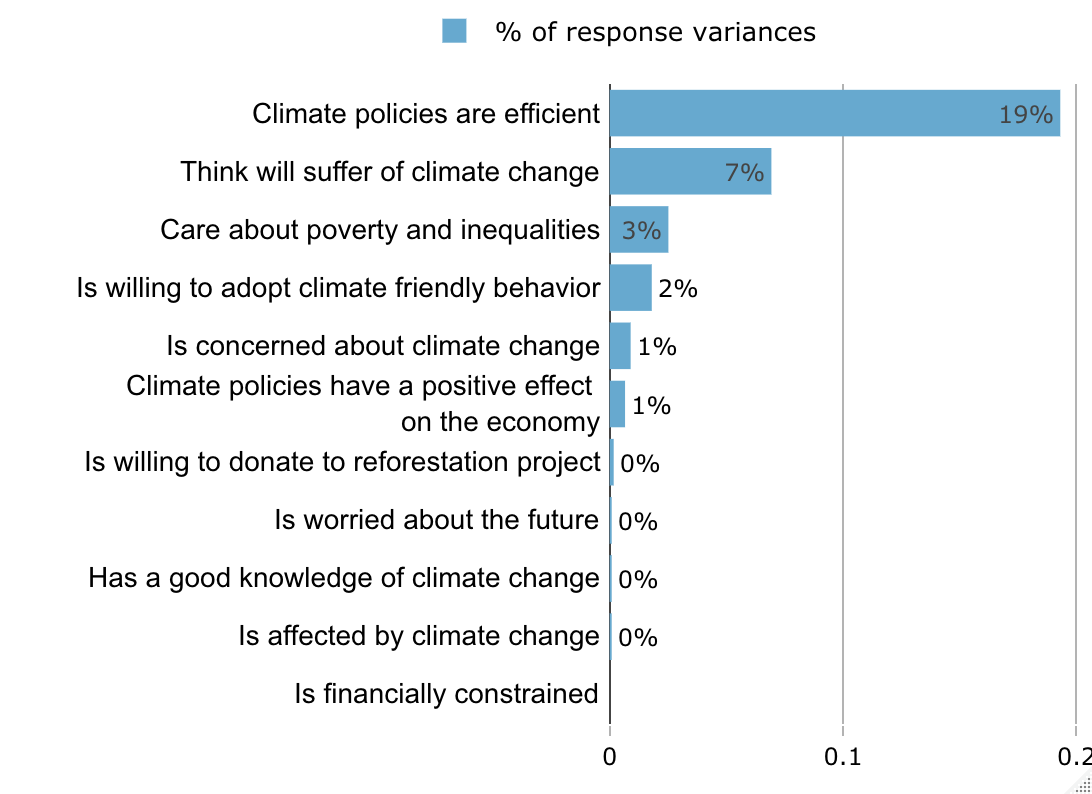 % of response variances
Climate policies are efficient
19%
Think will suffer of climate change
7%
Care about poverty and inequalities
3%
Is willing to adopt climate friendly behavior
2%
Is concerned about climate change
1%
Climate policies have a positive effect
on the economy
1%
Is willing to donate to reforestation project
0%
Is worried about the future
0%
Has a good knowledge of climate change
0%
Is affected by climate change
0%
Is financially constrained
0
0.1
0.2